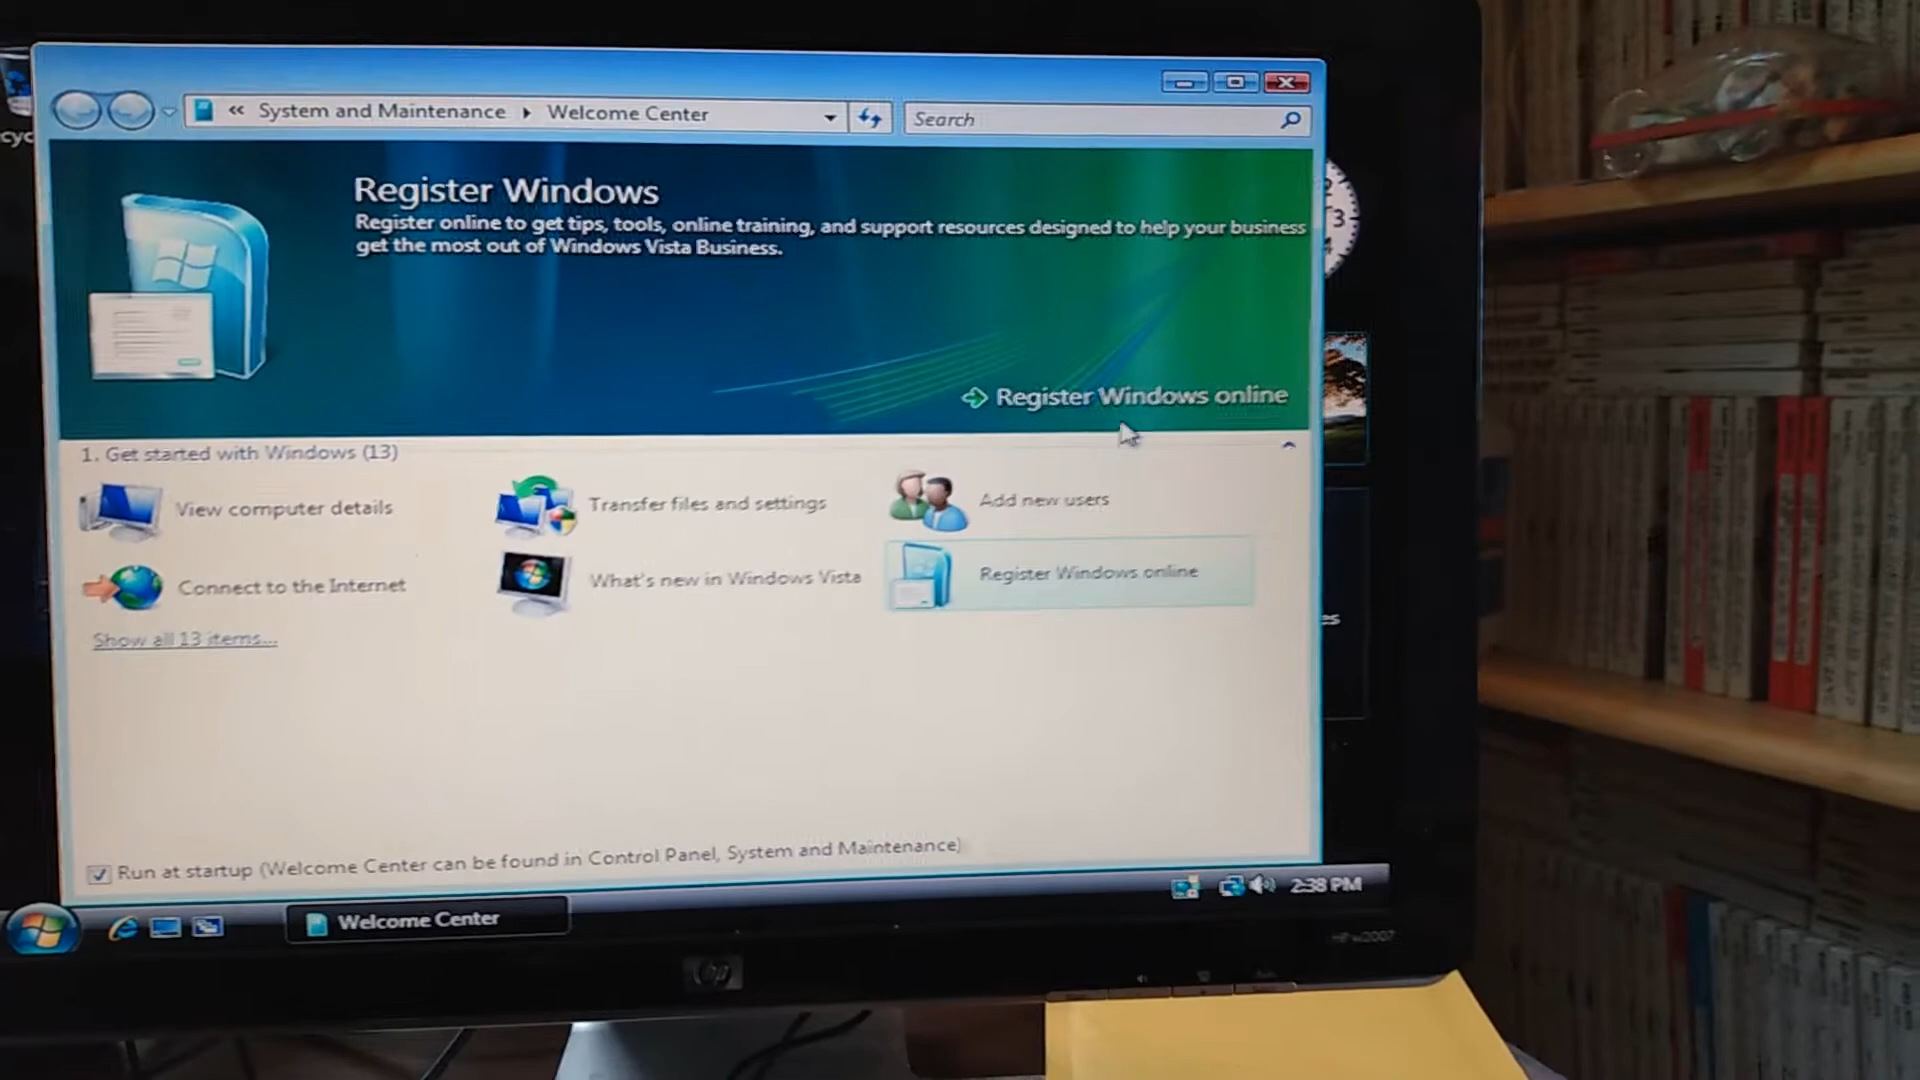 System and Maintenance Welcome Center
Search
Register Windows
Register online to get tips, tools, online training, and support resources designed to help your business
get the most out of Windows Vista Business.
Register Windows online
1. Get started with Windows (13)
View computer details
Transfer files and settings
Add new users
Connect to the Internet
What's new in Windows Vista
Register Windows online
Show all 13 items...
Run at startup (Welcome Center can be found in Control Panel, System and Maintenance)
Welcome Center
2:38 PM
HP w2007
hp